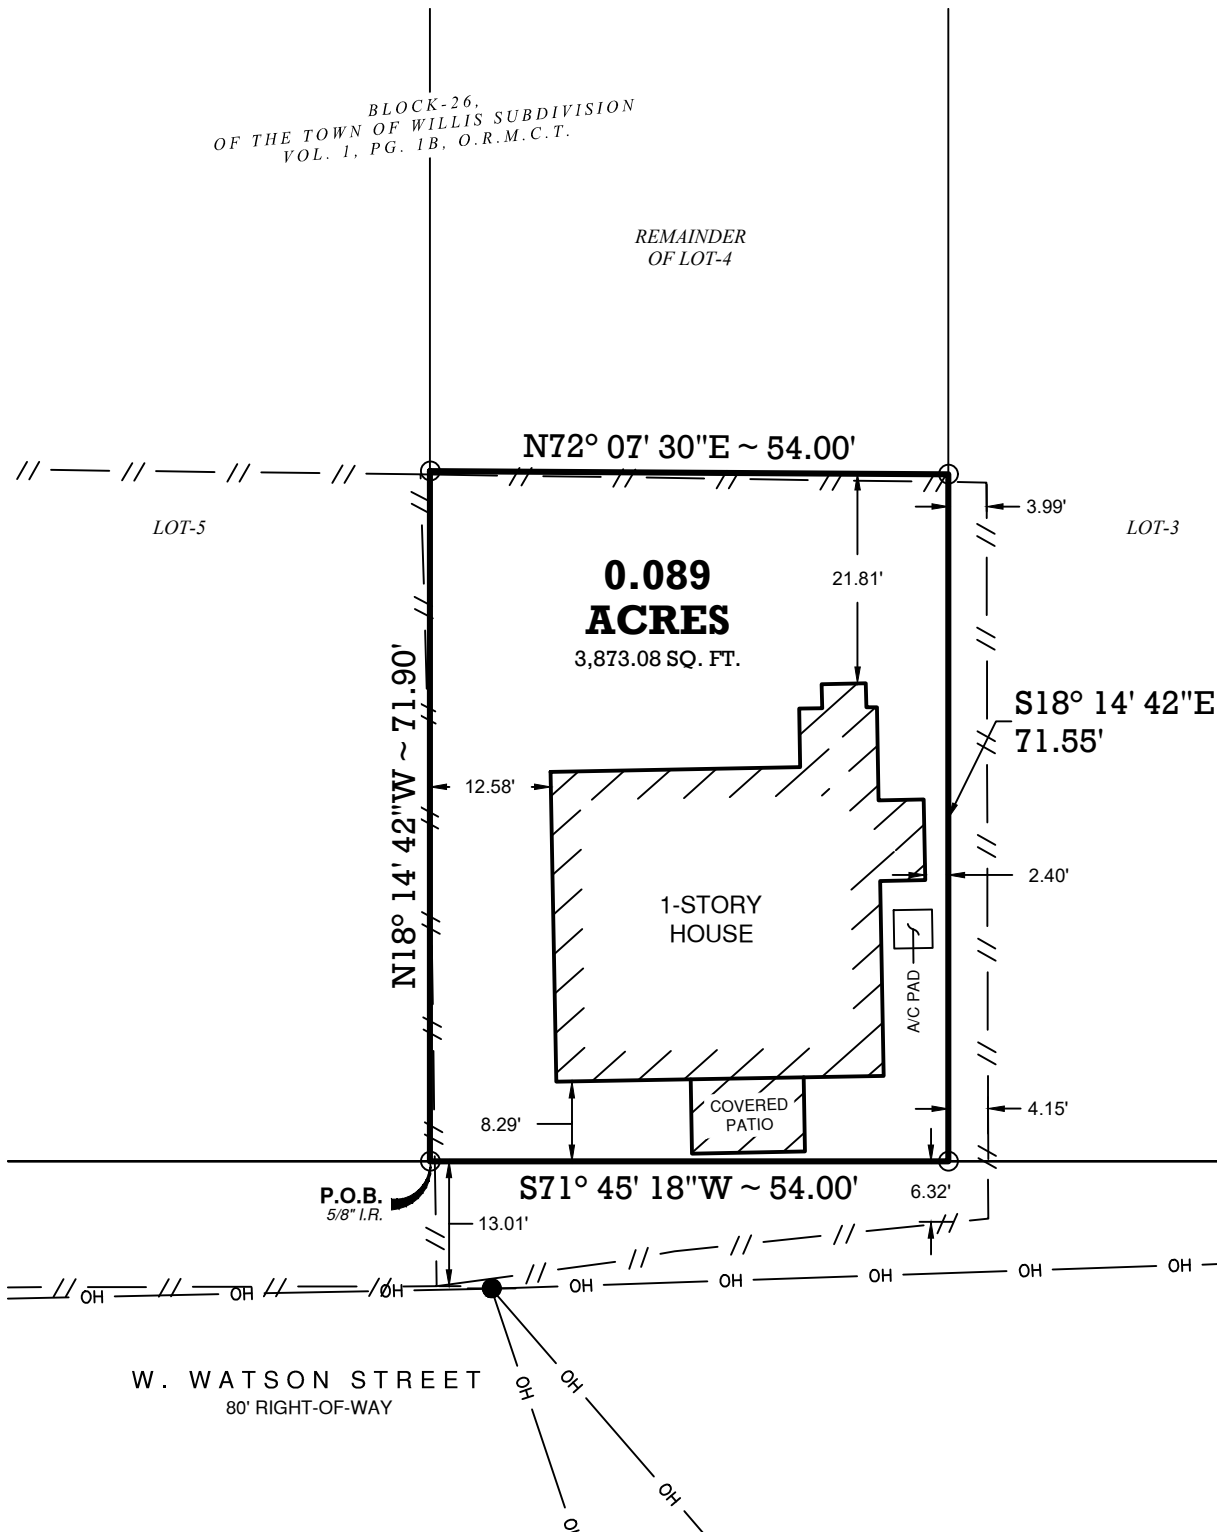 BLOCK-26,
OF THE TOWN OF WILLIS SUBDIVISION
VOL. 1, PG. 1B, O.R.M.C.T.
REMAINDER
OF LOT-4
N72° 07' 30"E ~ 54.00'
LOT-5
3.99'
LOT-3
0.089
ACRES
3,873.08 SQ. FT.
21.81'
N18° 14' 42"W ~ 71.90'
S18° 14' 42"E
71.55'
12.58'
2.40'
1-STORY
HOUSE
A/C PAD
COVERED
PATIO
8.29'
4.15'
S71° 45' 18"W ~ 54.00'
6.32'
P.O.B.
5/8" I.R.
13.01'
OH
OH
OH
OH
OH
OH
OH
OH
W. WATSON STREET
80' RIGHT-OF-WAY
OH
OH
OH